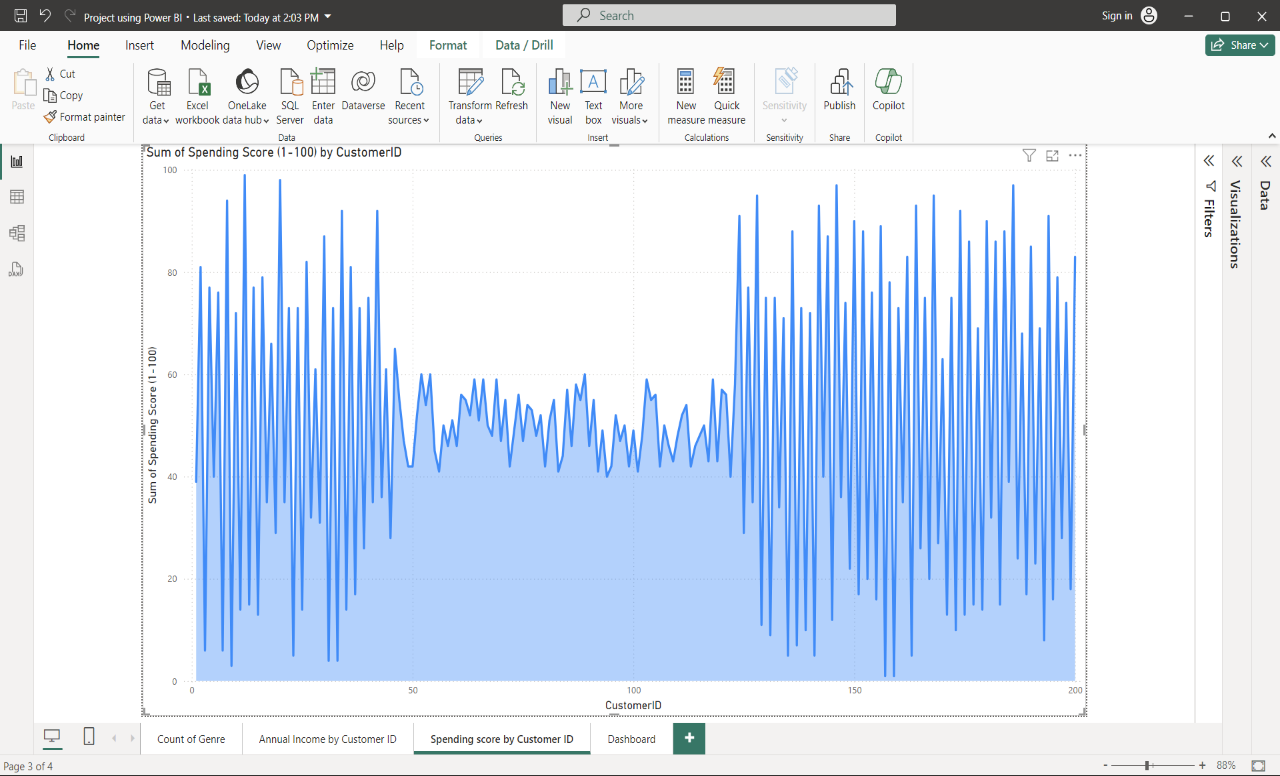 Project using Power BI • Last saved: Today at 2:03 PM
Search
Sign in
File Home Insert Modeling View Optimize Help Format Data / Drill
Share
Paste
Cut
Copy
Format painter
Get data
Excel workbook
OneLake data hub
SQL Server
Enter data
Dataverse
Recent sources
Transform data
Refresh
New visual
Text box
More visuals
New measure
Quick measure
Sensitivity
Publish
Copilot
Clipboard
Data
Queries
Insert
Calculations
Sensitivity
Share
Copilot
Sum of Spending Score (1-100) by CustomerID
100
80
60
40
20
0
Sum of Spending Score (1-100)
0 50 100 150 200
CustomerID
Filters
Visualizations
Data
DAX
Count of Genre
Annual Income by Customer ID
Spending score by Customer ID
Dashboard
+
Page 3 of 4
- + 88%